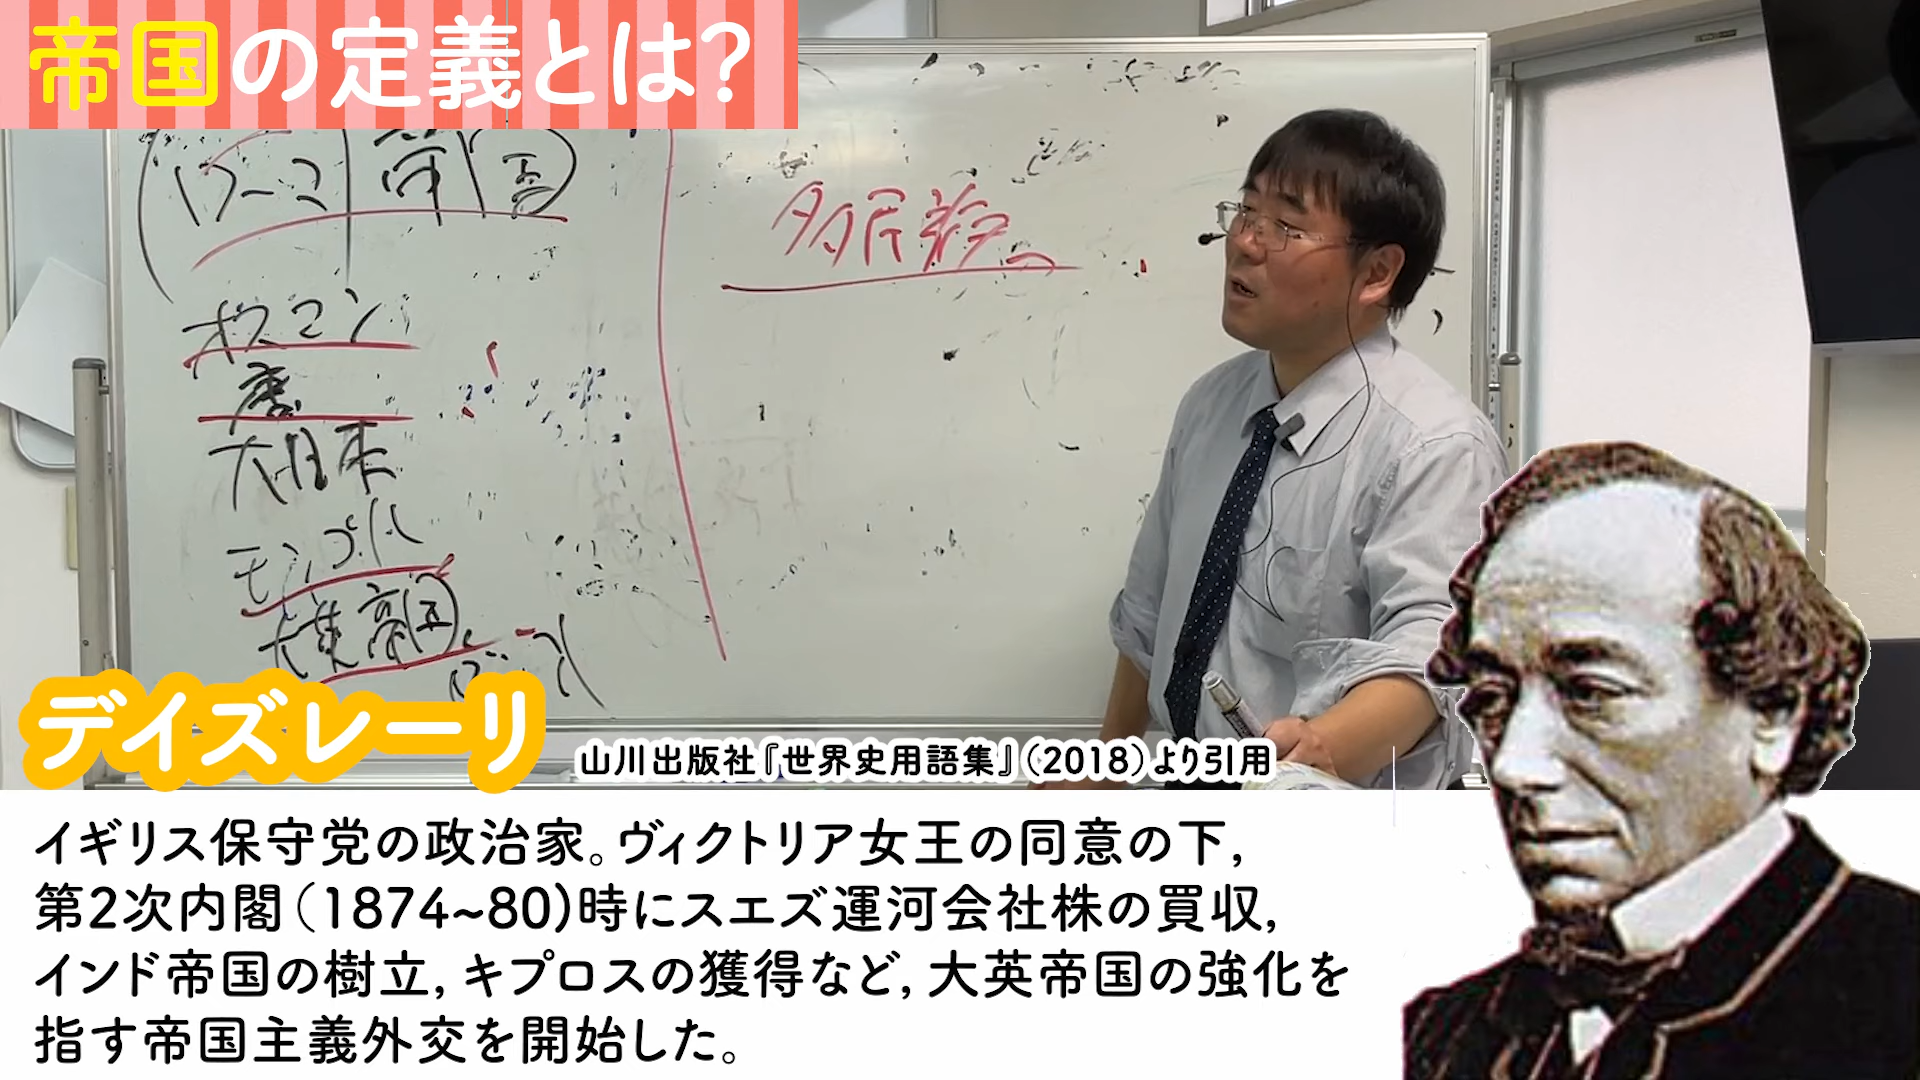 帝国の定義とは?
ローマ帝国
多民族
オスマン
唐
大日本
モンゴル
大英帝国
デイズレーリ
山川出版社『世界史用語集』(2018)より引用
イギリス保守党の政治家。ヴィクトリア女王の同意の下,
第2次内閣(1874~80)時にスエズ運河会社株の買収,
インド帝国の樹立, キプロスの獲得など, 大英帝国の強化を
指す帝国主義外交を開始した。